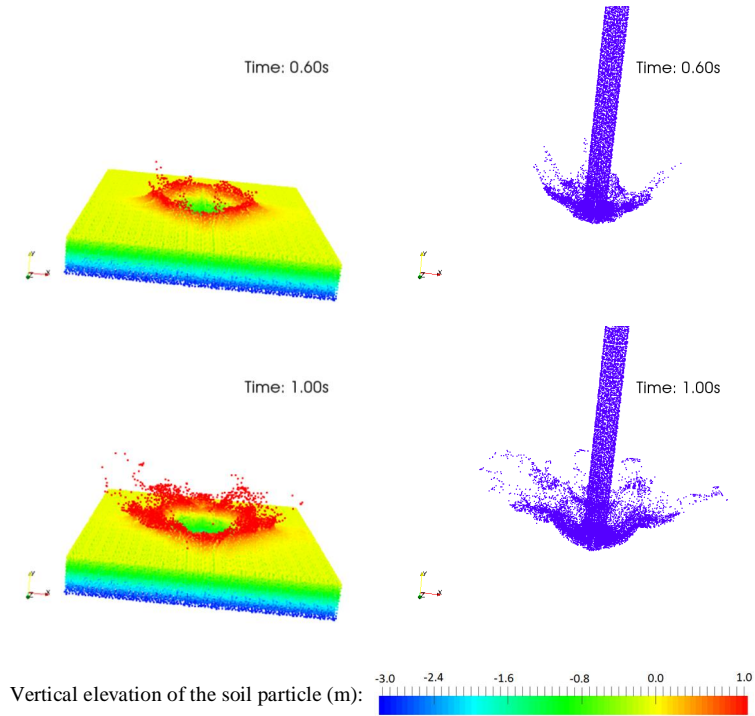 Time: 0.60s
Time: 0.60s
Time: 1.00s
Time: 1.00s
Vertical elevation of the soil particle (m):
-3.0 -2.4 -1.6 -0.8 0.0 1.0